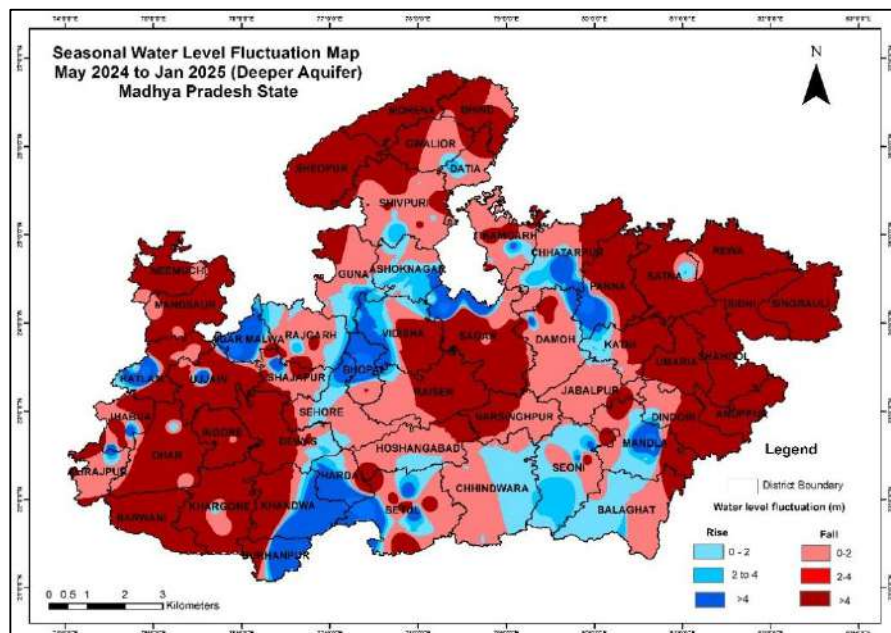 Seasonal Water Level Fluctuation Map
May 2024 to Jan 2025 (Deeper Aquifer)
Madhya Pradesh State
N
MORENA
BHIND
GWALIOR
SHEOPUR
DATIA
SHIVPURI
TIKAMGARH
CHHATARPUR
REWA
NEEMUCH
GUNA
ASHOKNAGAR
PANNA
SATNA
SIDHI
SINGRAULI
MANDSAUR
AGAR MALWA
RAJGARH
VIDISHA
SAGAR
DAMOH
KATNI
UMARIA
SHAHDOL
RATLAM
UJJAIN
SHAJAPUR
BHOPAL
RAISEN
JABALPUR
DINDORI
ANUPPUR
JHABUA
SEHORE
NARSINGHPUR
MANDLA
DHAR
INDORE
DEWAS
HOSHANGABAD
SEONI
ALIRAJPUR
HARDA
CHHINDWARA
BARWANI
KHARGONE
KHANDWA
BETUL
BALAGHAT
BURHANPUR
Legend
District Boundary
Water level fluctuation (m)
Rise
Fall
0 - 2
0-2
2 to 4
2-4
>4
>4
0 0.5 1 2 3
Kilometers